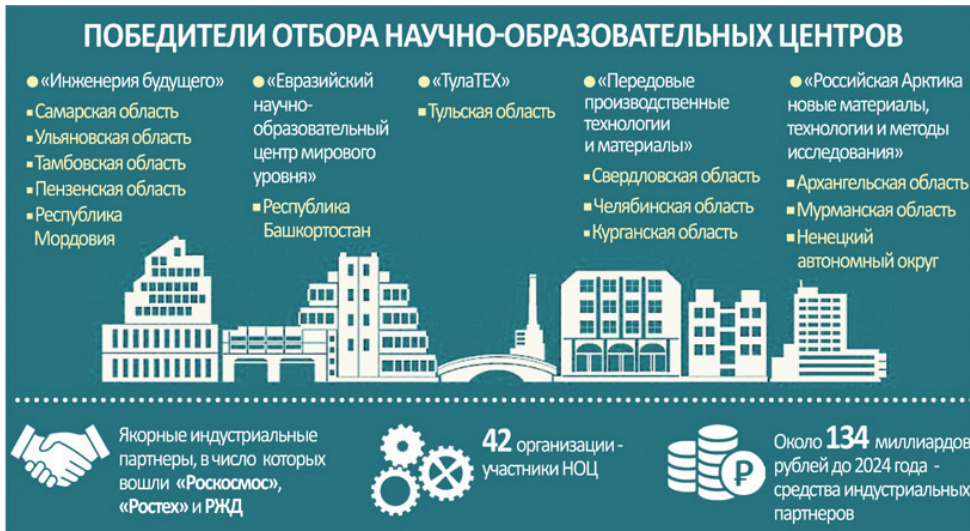 ПОБЕДИТЕЛИ ОТБОРА НАУЧНО-ОБРАЗОВАТЕЛЬНЫХ ЦЕНТРОВ
«Инженерия будущего»
Самарская область
Ульяновская область
Тамбовская область
Пензенская область
Республика
Мордовия
«Евразийский
научно-
образовательный
центр мирового
уровня»
Республика
Башкортостан
«ТулаТЕХ»
Тульская область
«Передовые
производственные
технологии
и материалы»
Свердловская область
Челябинская область
Курганская область
«Российская Арктика
новые материалы,
технологии и методы
исследования»
Архангельская область
Мурманская область
Ненецкий
автономный округ
Якорные индустриальные
партнеры, в число которых
вошли «Роскосмос»,
«Ростех» и РЖД
42 организации -
участники НОЦ
₽
Около 134 миллиардов
рублей до 2024 года -
средства индустриальных
партнеров